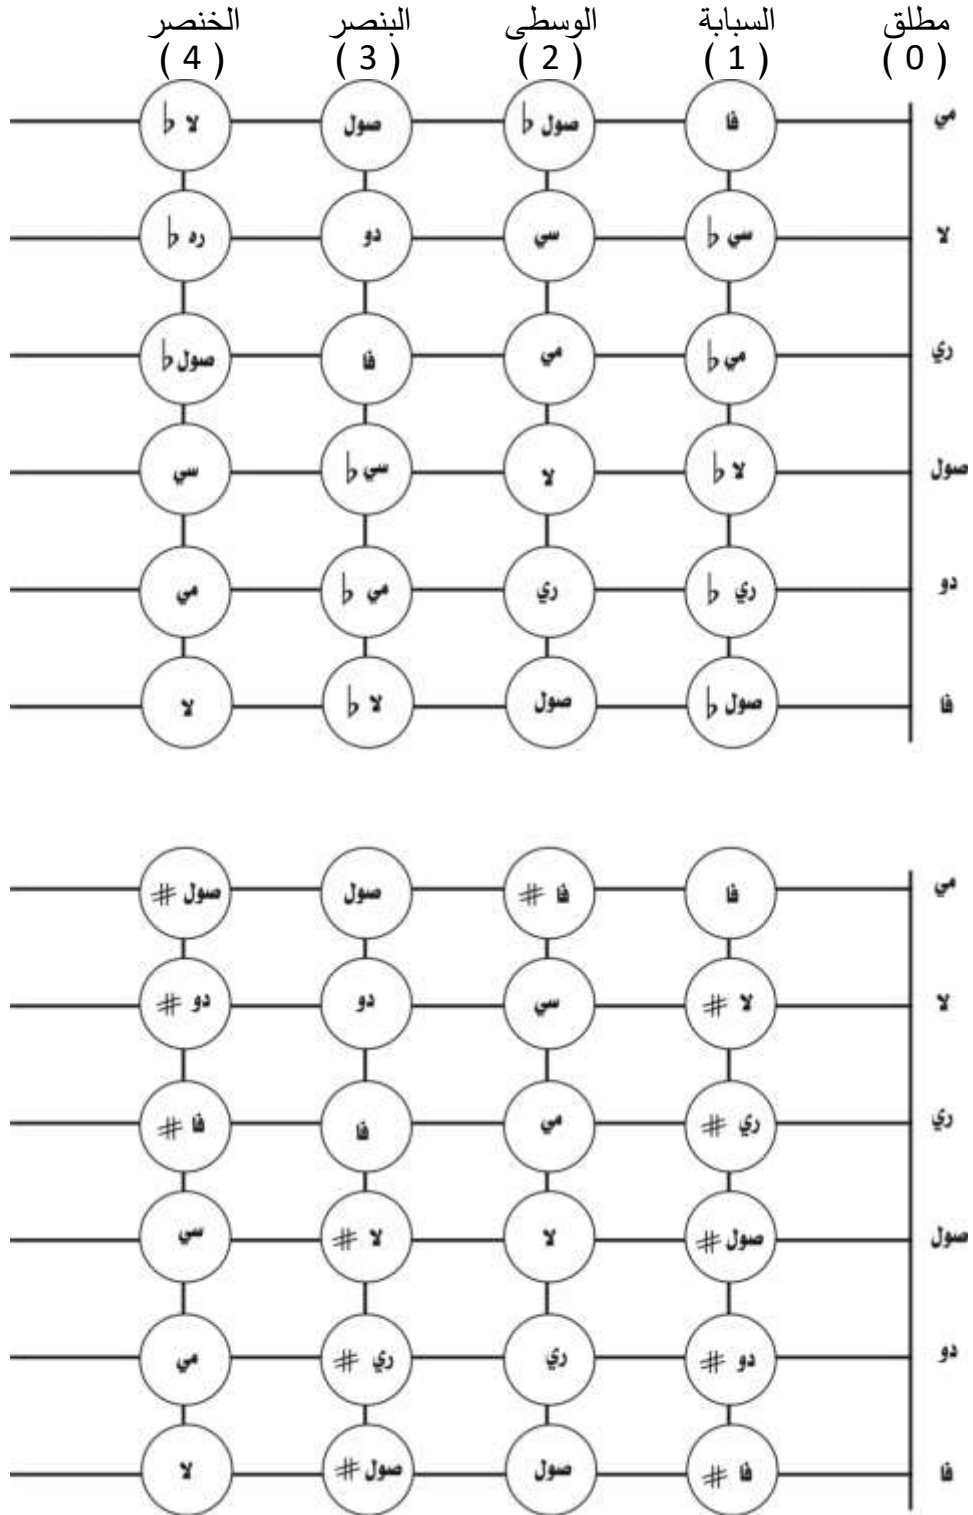 مطلق السبابة الوسطى البنصر الخنصر
( 0 ) ( 1 ) ( 2 ) ( 3 ) ( 4 )
مي فا صول ♭ صول لا ♭
لا سي ♭ سي دو ره ♭
ري مي ♭ مي فا صول ♭
صول لا ♭ لا سي ♭ سي
دو ري ♭ ري مي ♭ مي
فا صول ♭ صول لا ♭ لا
مي فا فا # صول صول #
لا لا # سي دو دو #
ري ري # مي فا فا #
صول صول # لا لا # سي
دو دو # ري ري # مي
فا فا # صول صول # لا